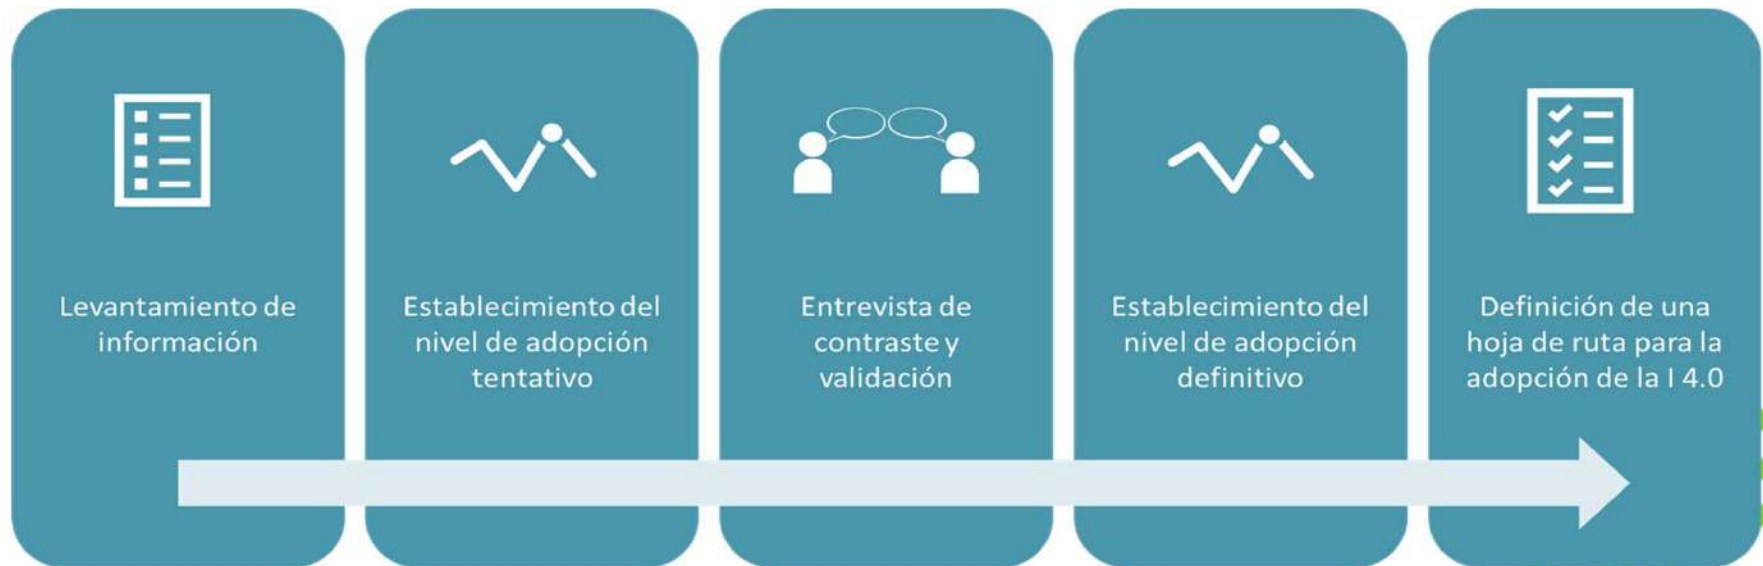 Levantamiento de
información
Establecimiento del
nivel de adopción
tentativo
Entrevista de
contraste y
validación
Establecimiento del
nivel de adopción
definitivo
Definición de una
hoja de ruta para la
adopción de la I 4.0